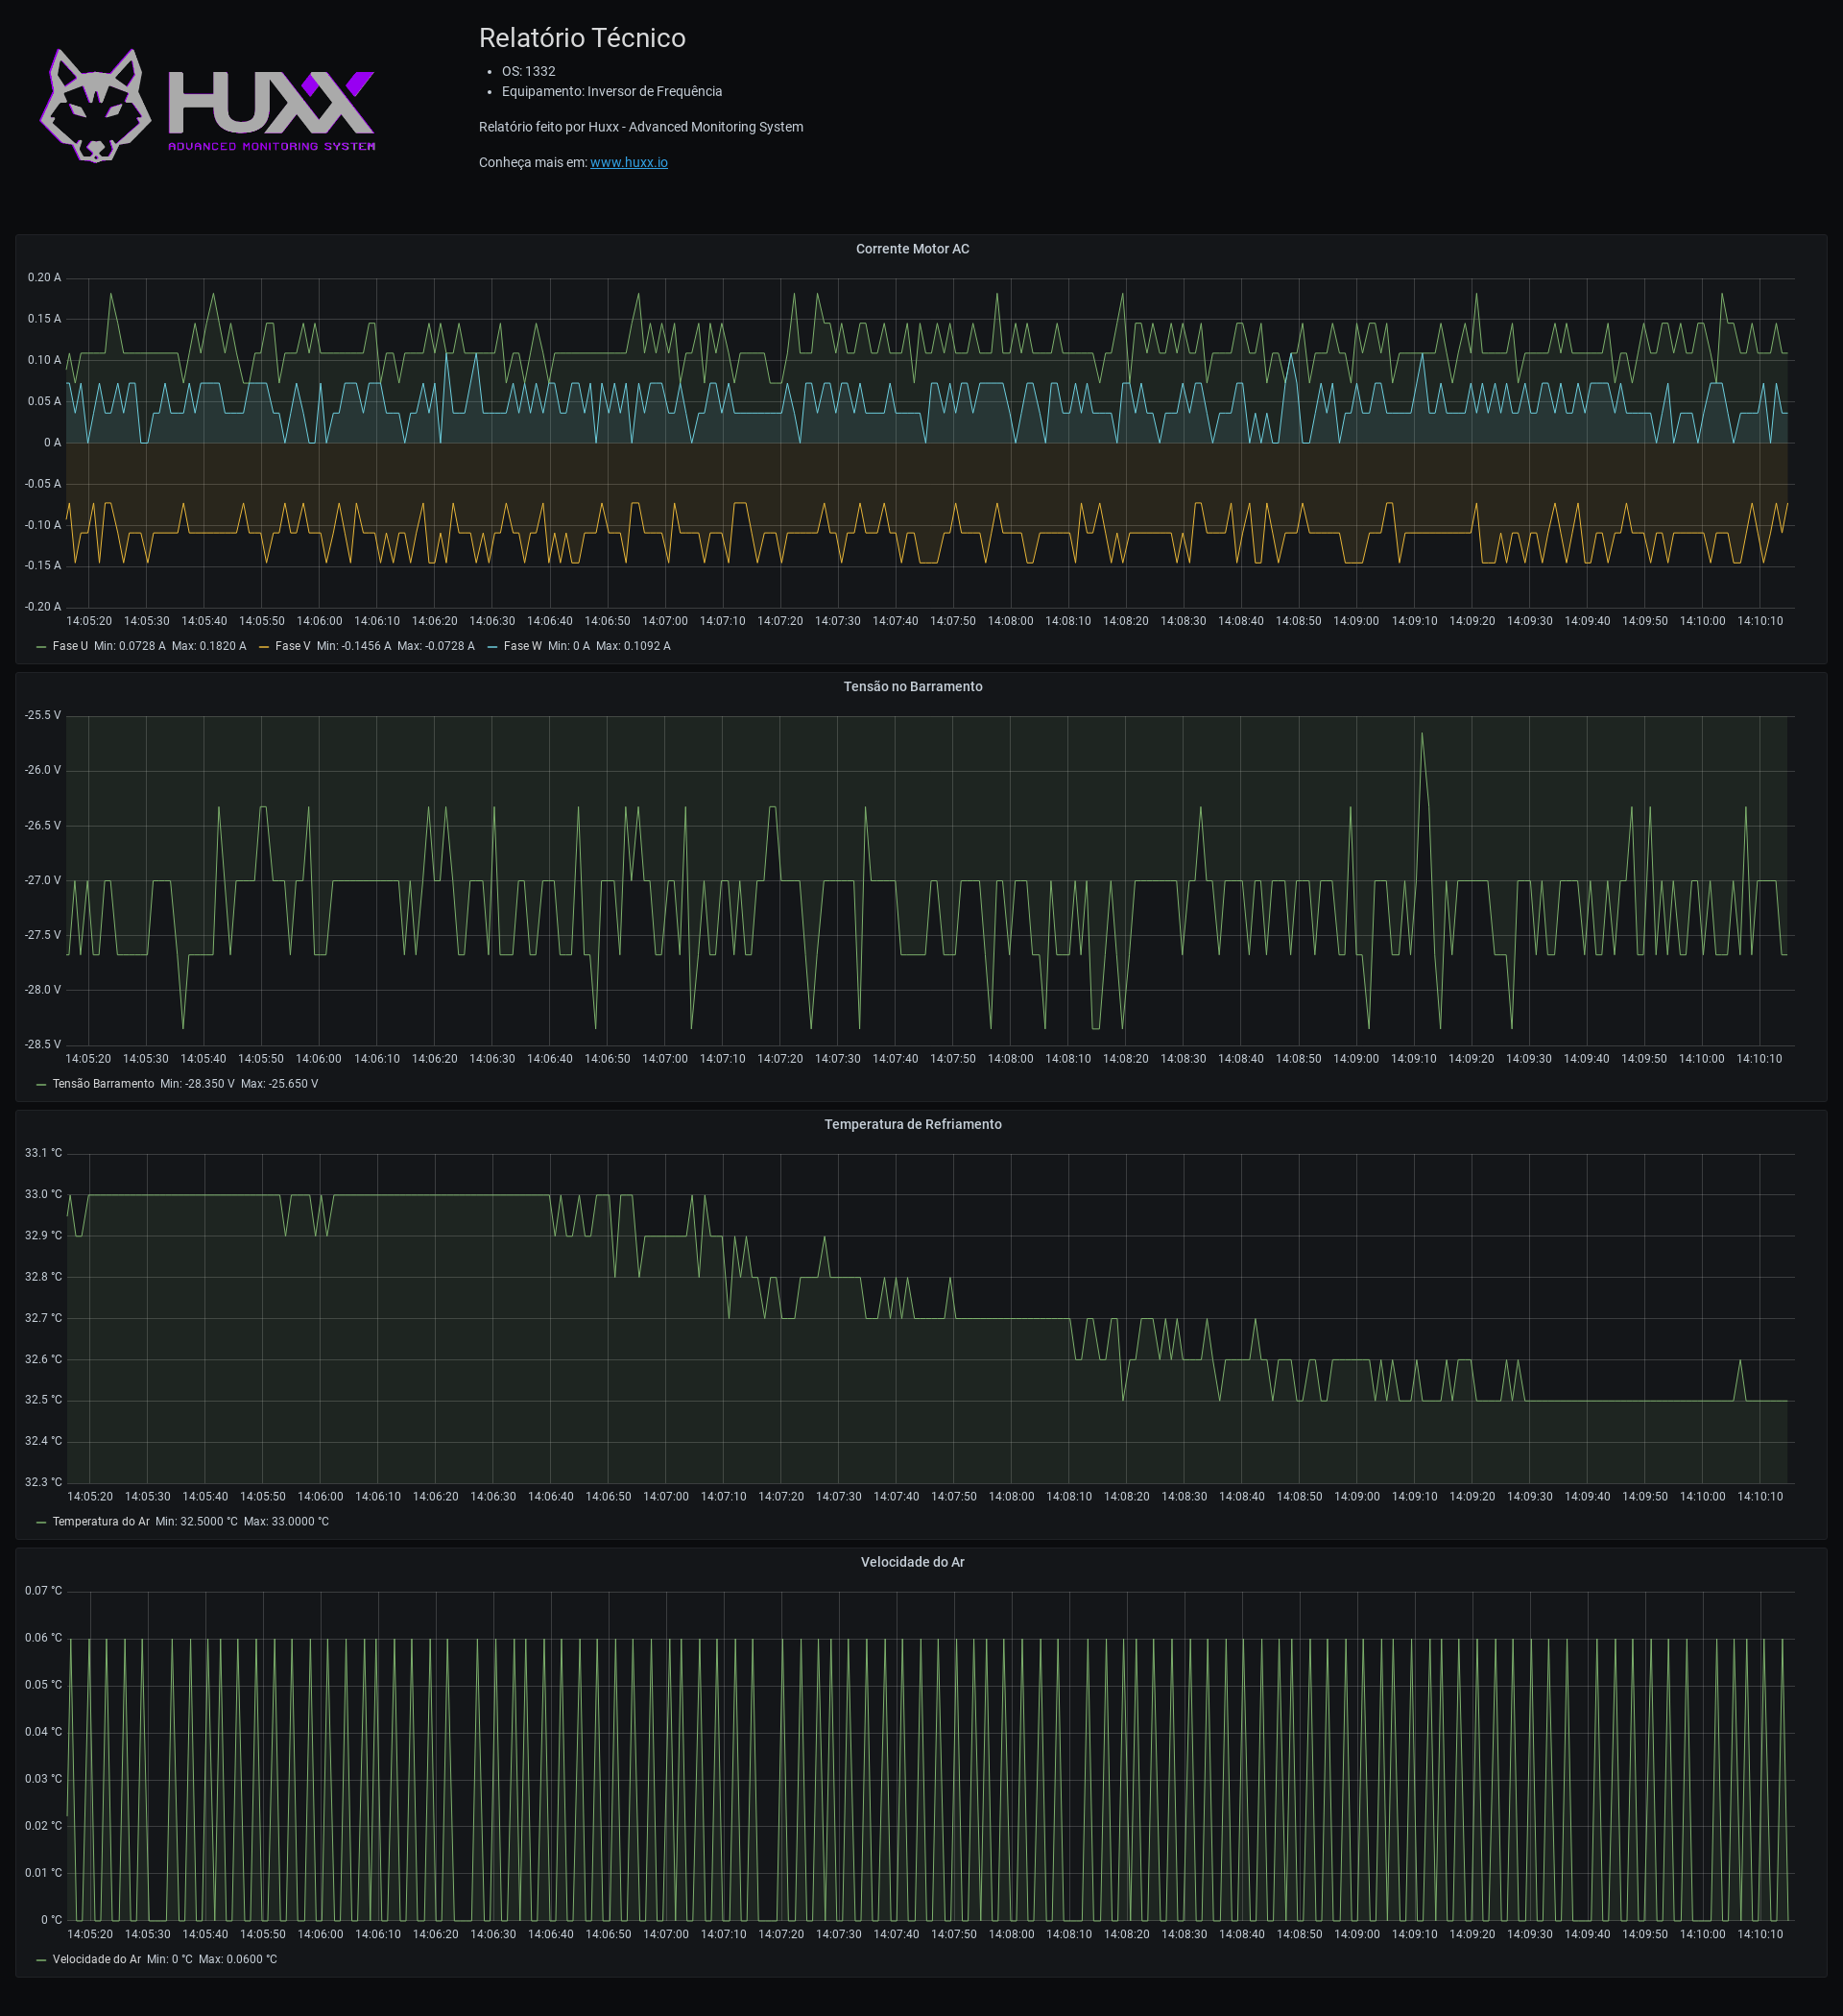 HUXX
ADVANCED MONITORING SYSTEM
Relatório Técnico
• OS: 1332
• Equipamento: Inversor de Frequência
Relatório feito por Huxx - Advanced Monitoring System
Conheça mais em: www.huxx.io
Corrente Motor AC
0.20 A
0.15 A
0.10 A
0.05 A
0 A
-0.05 A
-0.10 A
-0.15 A
-0.20 A
14:05:20 14:05:30 14:05:40 14:05:50 14:06:00 14:06:10 14:06:20 14:06:30 14:06:40 14:06:50 14:07:00 14:07:10 14:07:20 14:07:30 14:07:40 14:07:50 14:08:00 14:08:10 14:08:20 14:08:30 14:08:40 14:08:50 14:09:00 14:09:10 14:09:20 14:09:30 14:09:40 14:09:50 14:10:00 14:10:10
Fase U Min: 0.0728 A Max: 0.1820 A Fase V Min: -0.1456 A Max: -0.0728 A Fase W Min: 0 A Max: 0.1092 A
Tensão no Barramento
-25.5 V
-26.0 V
-26.5 V
-27.0 V
-27.5 V
-28.0 V
-28.5 V
14:05:20 14:05:30 14:05:40 14:05:50 14:06:00 14:06:10 14:06:20 14:06:30 14:06:40 14:06:50 14:07:00 14:07:10 14:07:20 14:07:30 14:07:40 14:07:50 14:08:00 14:08:10 14:08:20 14:08:30 14:08:40 14:08:50 14:09:00 14:09:10 14:09:20 14:09:30 14:09:40 14:09:50 14:10:00 14:10:10
Tensão Barramento Min: -28.350 V Max: -25.650 V
Temperatura de Refriamento
33.1 °C
33.0 °C
32.9 °C
32.8 °C
32.7 °C
32.6 °C
32.5 °C
32.4 °C
32.3 °C
14:05:20 14:05:30 14:05:40 14:05:50 14:06:00 14:06:10 14:06:20 14:06:30 14:06:40 14:06:50 14:07:00 14:07:10 14:07:20 14:07:30 14:07:40 14:07:50 14:08:00 14:08:10 14:08:20 14:08:30 14:08:40 14:08:50 14:09:00 14:09:10 14:09:20 14:09:30 14:09:40 14:09:50 14:10:00 14:10:10
Temperatura do Ar Min: 32.5000 °C Max: 33.0000 °C
Velocidade do Ar
0.07 °C
0.06 °C
0.05 °C
0.04 °C
0.03 °C
0.02 °C
0.01 °C
0 °C
14:05:20 14:05:30 14:05:40 14:05:50 14:06:00 14:06:10 14:06:20 14:06:30 14:06:40 14:06:50 14:07:00 14:07:10 14:07:20 14:07:30 14:07:40 14:07:50 14:08:00 14:08:10 14:08:20 14:08:30 14:08:40 14:08:50 14:09:00 14:09:10 14:09:20 14:09:30 14:09:40 14:09:50 14:10:00 14:10:10
Velocidade do Ar Min: 0 °C Max: 0.0600 °C